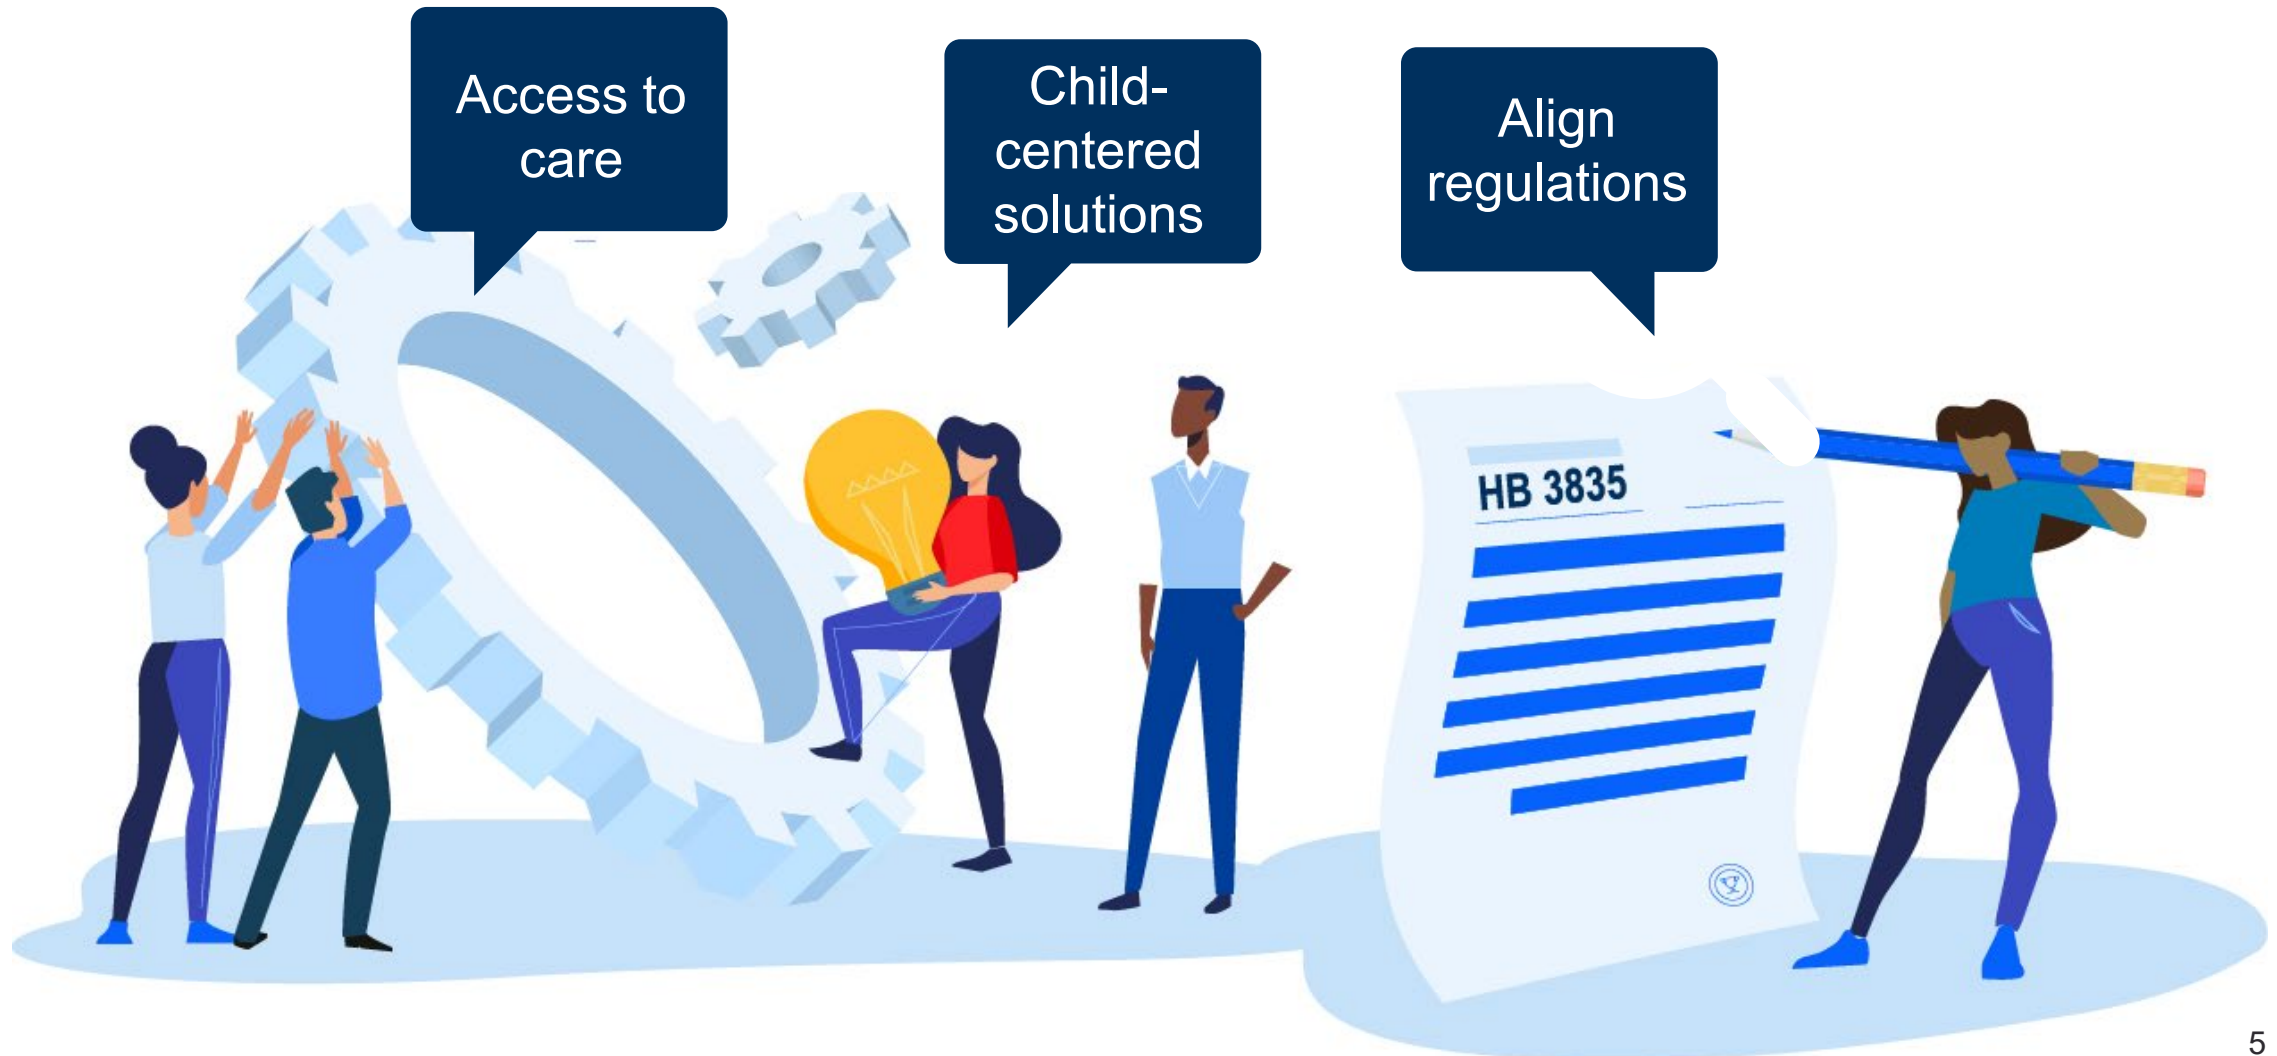 Access to
care
Child-
centered
solutions
Align
regulations
HB 3835
5